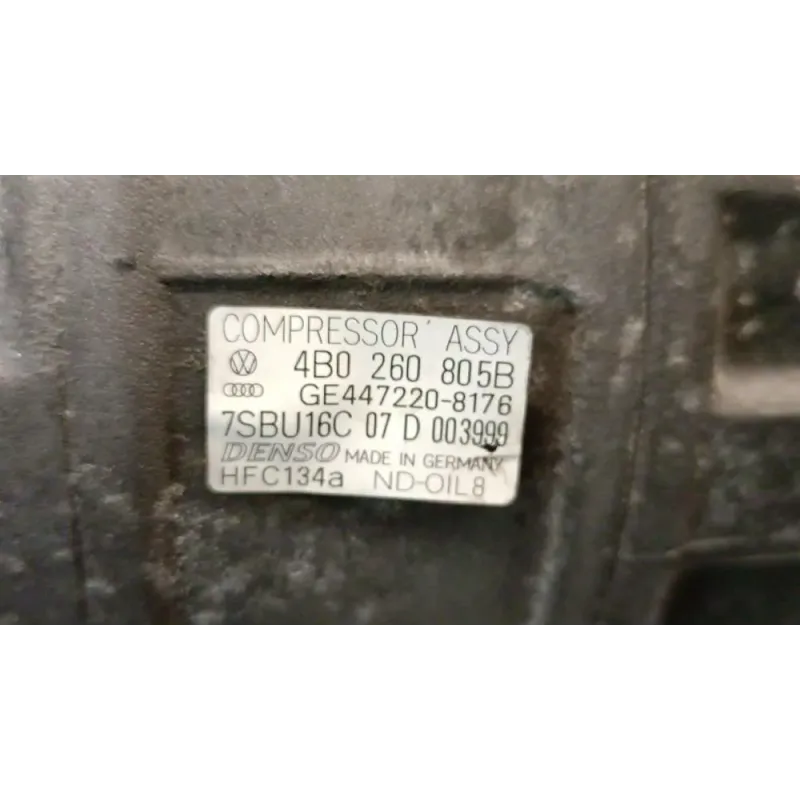 COMPRESSOR ASSY
4B0 260 805B
GE447220-8176
7SBU16C 07 D 003999
DENSO MADE IN GERMANY
HFC134a ND-OIL8